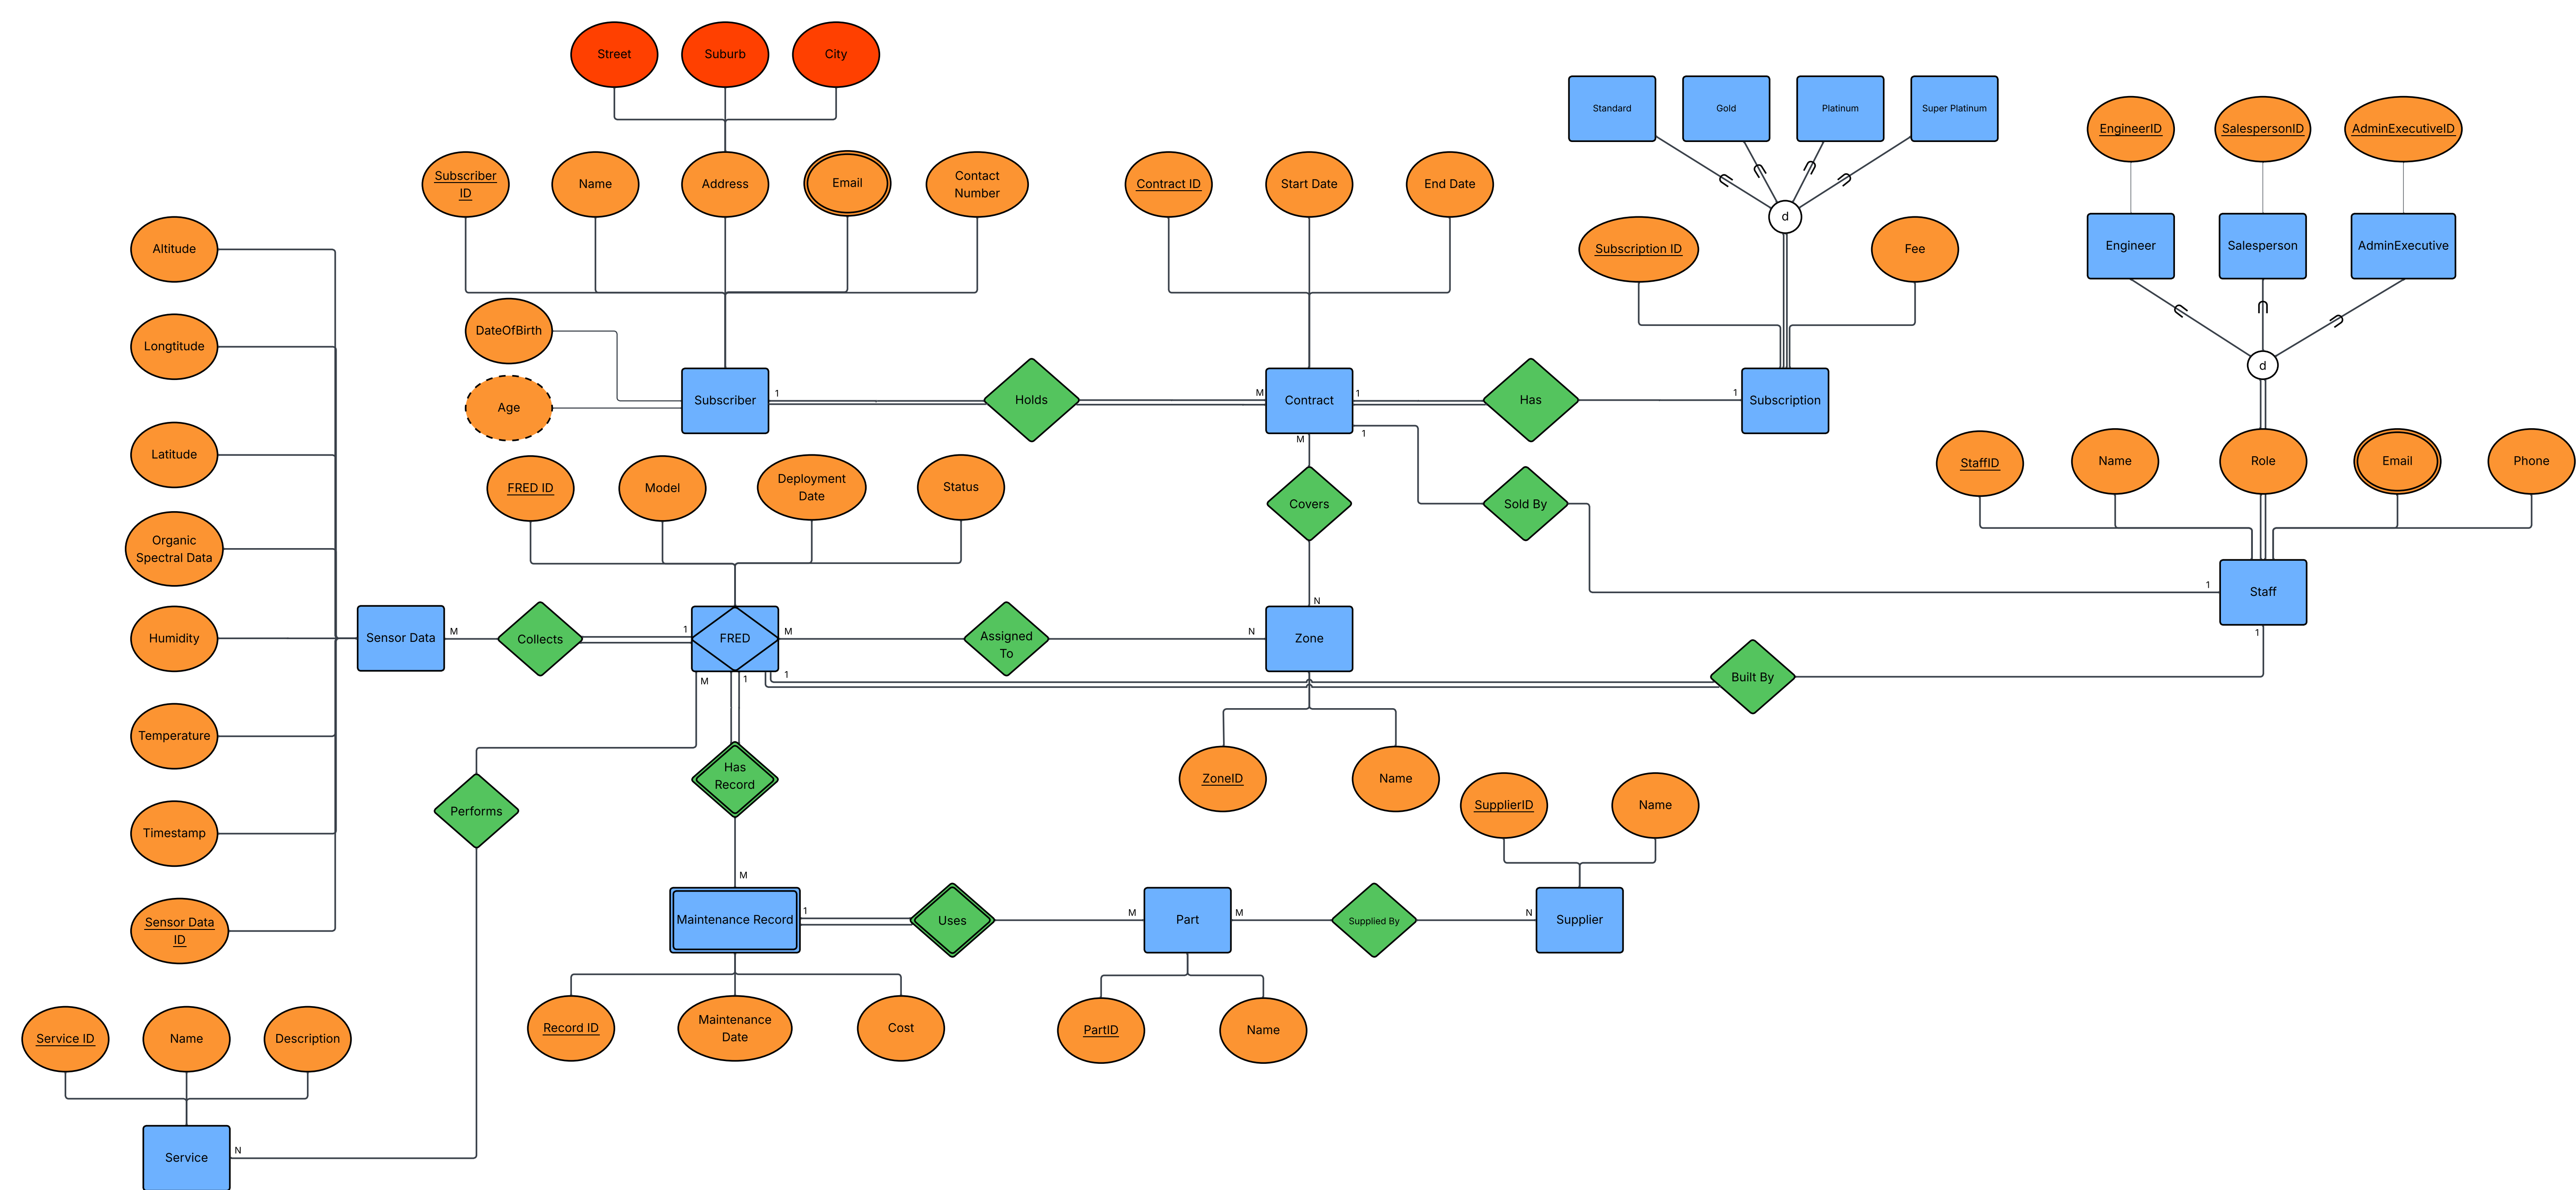 Street
Suburb
City
Standard
Gold
Platinum
Super Platinum
EngineerID
SalespersonID
AdminExecutiveID
Subscriber
ID
Name
Address
Email
Contact
Number
Contract ID
Start Date
End Date
d
Altitude
Subscription ID
Fee
Engineer
Salesperson
AdminExecutive
DateOfBirth
Longtitude
d
Age
Subscriber
1
Holds
M
Contract
1
Has
1
Subscription
M
1
Latitude
FRED ID
Model
Deployment
Date
Status
Covers
Sold By
StaffID
Name
Role
Email
Phone
Organic
Spectral Data
1
Staff
1
N
Humidity
Sensor Data
M
Collects
1
FRED
M
Assigned
To
N
Zone
M
1
1
Built By
Temperature
Has
Record
ZoneID
Name
Performs
SupplierID
Name
Timestamp
M
Sensor Data
ID
Maintenance Record
1
Uses
M
Part
M
Supplied By
N
Supplier
Service ID
Name
Description
Record ID
Maintenance
Date
Cost
PartID
Name
Service
N